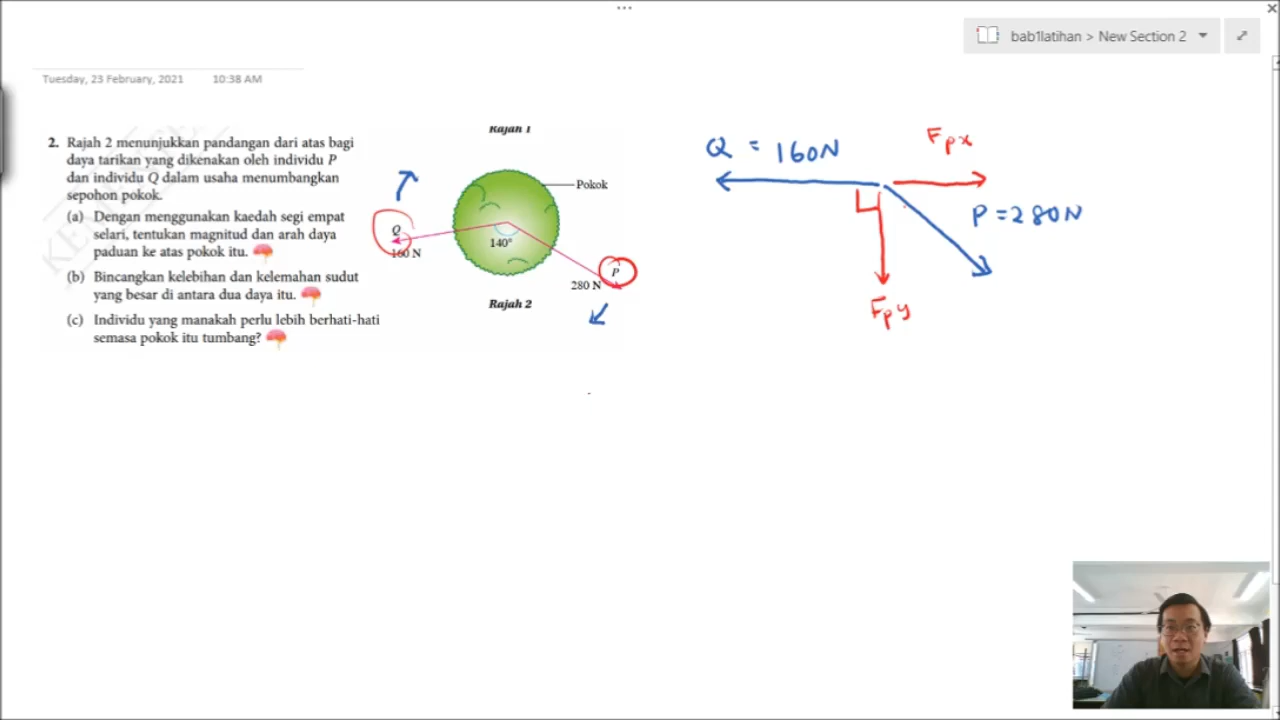 bab1latihan > New Section 2
Tuesday, 23 February, 2021 10:38 AM
2. Rajah 2 menunjukkan pandangan dari atas bagi
daya tarikan yang dikenakan oleh individu P
dan individu Q dalam usaha menumbangkan
sepohon pokok.
(a) Dengan menggunakan kaedah segi empat
selari, tentukan magnitud dan arah daya
paduan ke atas pokok itu.
(b) Bincangkan kelebihan dan kelemahan sudut
yang besar di antara dua daya itu.
(c) Individu yang manakah perlu lebih berhati-hati
semasa pokok itu tumbang?
Rajah 1
Pokok
Q
160 N
140°
P
280 N
Rajah 2
Q = 160N
Fpx
P = 280N
Fpy